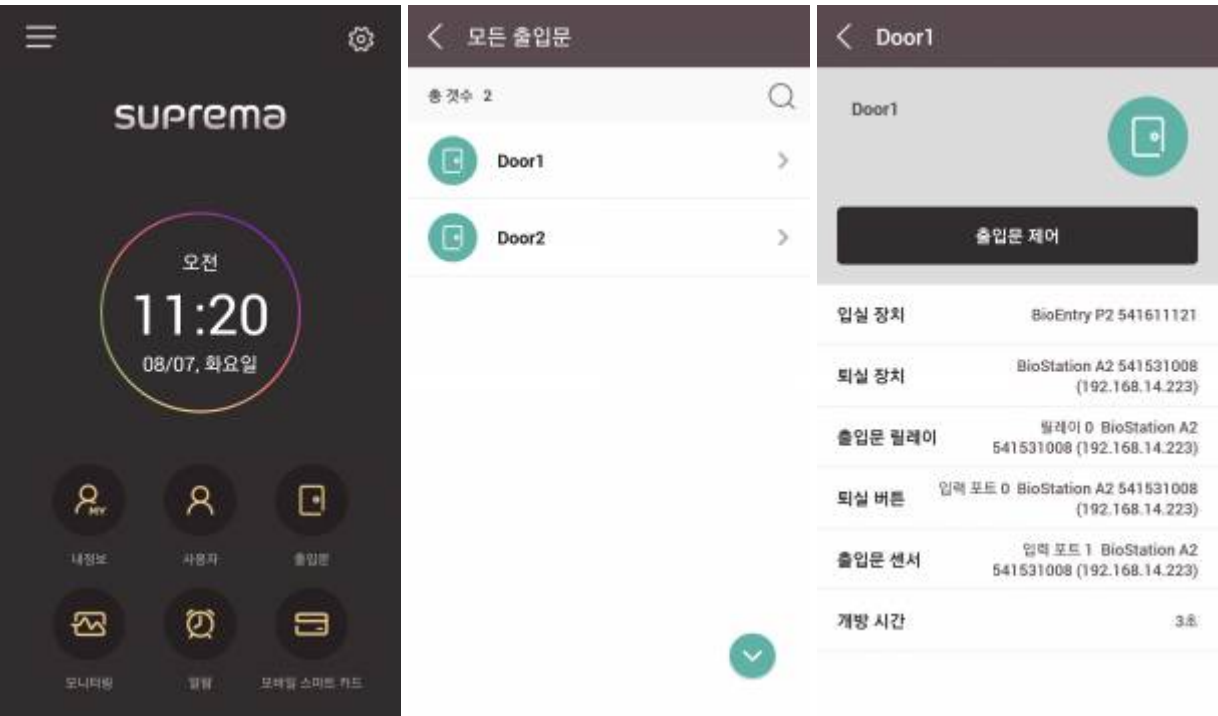 suprema
오전
11:20
08/07, 화요일
MY
내정보
사용자
출입문
모니터링
알람
모바일 스마트 카드
모든 출입문
총 갯수 2
Door1
Door2
Door1
Door1
출입문 제어
입실 장치 BioEntry P2 541611121
퇴실 장치 BioStation A2 541531008
(192.168.14.223)
출입문 릴레이 릴레이 0 BioStation A2
541531008 (192.168.14.223)
퇴실 버튼 입력 포트 0 BioStation A2 541531008
(192.168.14.223)
출입문 센서 입력 포트 1 BioStation A2
541531008 (192.168.14.223)
개방 시간 3초